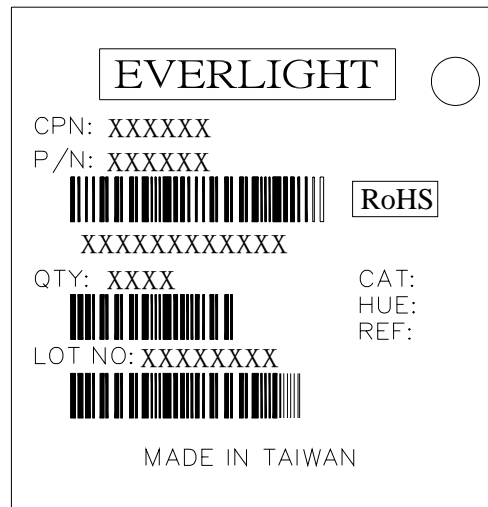 EVERLIGHT
CPN: XXXXXX
P/N: XXXXXX
RoHS
XXXXXXXXXXXX
QTY: XXXX
CAT:
HUE:
REF:
LOT NO: XXXXXXXX
MADE IN TAIWAN